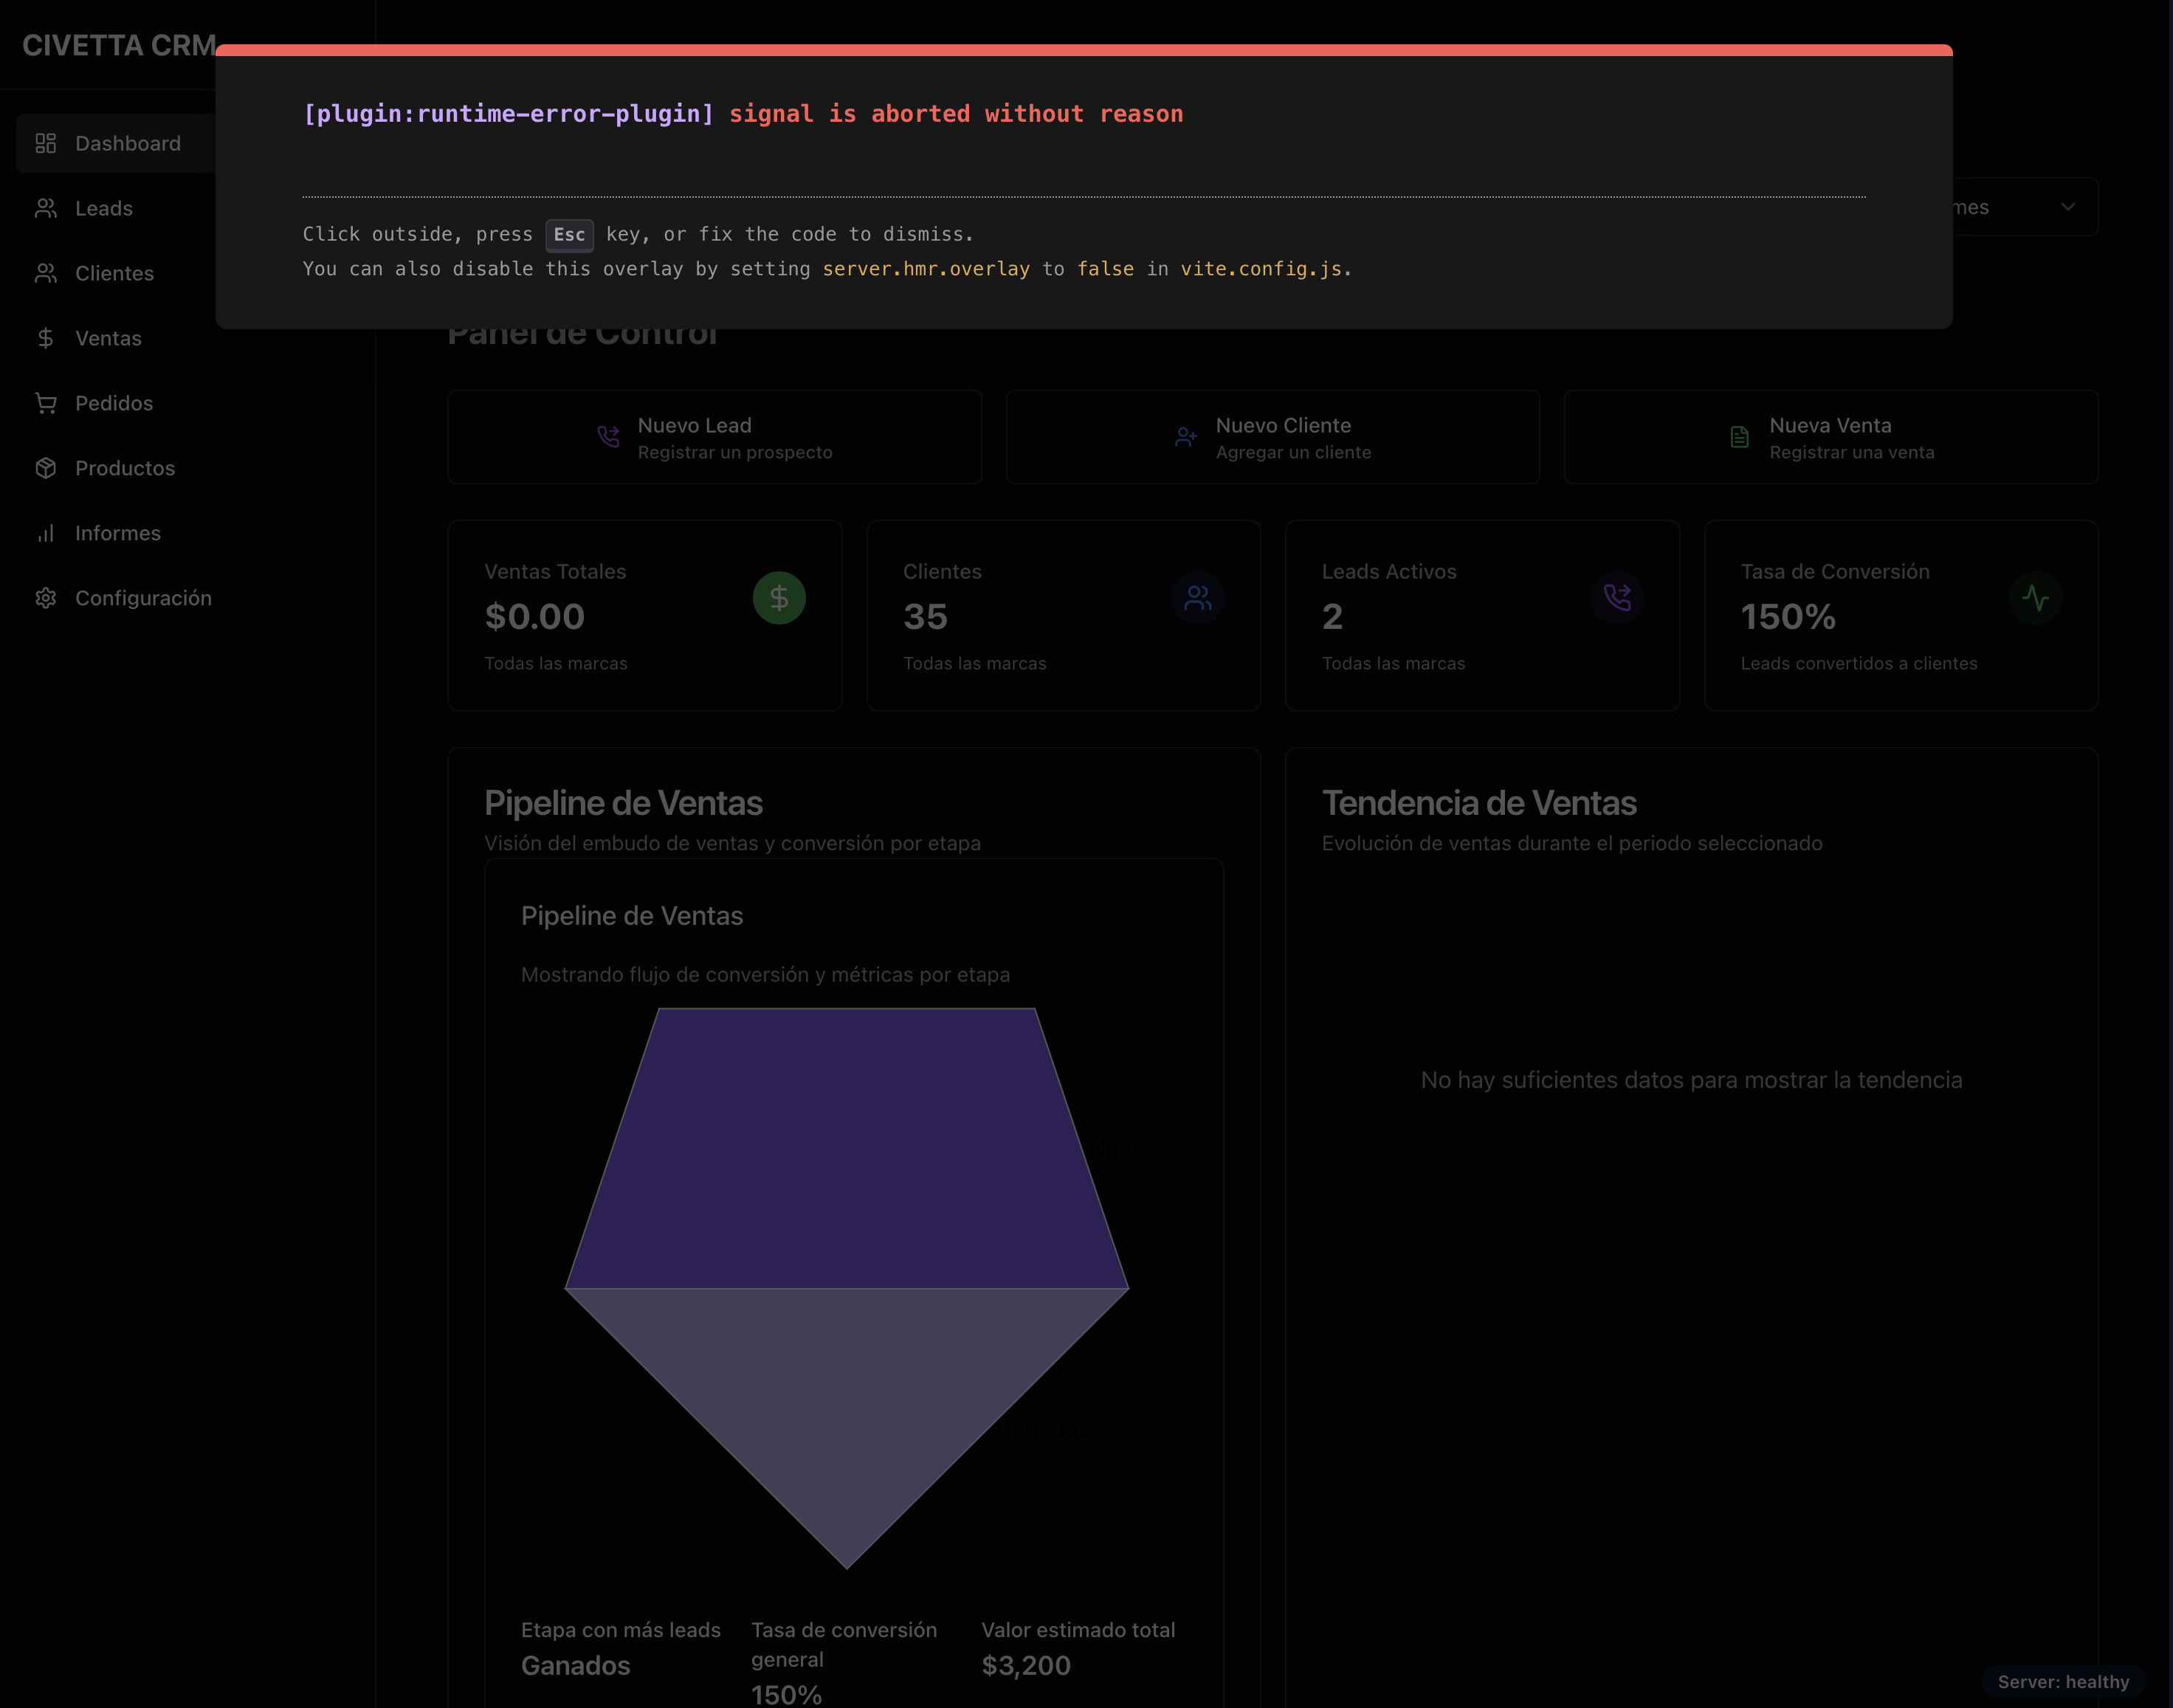 CIVETTA CRM
[plugin:runtime-error-plugin] signal is aborted without reason
Click outside, press Esc key, or fix the code to dismiss.
You can also disable this overlay by setting server.hmr.overlay to false in vite.config.js.
Dashboard
Leads
Clientes
Ventas
Pedidos
Productos
Informes
Configuración
mes
Panel de Control
Nuevo Lead
Registrar un prospecto
Nuevo Cliente
Agregar un cliente
Nueva Venta
Registrar una venta
Ventas Totales
$0.00
Todas las marcas
Clientes
35
Todas las marcas
Leads Activos
2
Todas las marcas
Tasa de Conversión
150%
Leads convertidos a clientes
Pipeline de Ventas
Visión del embudo de ventas y conversión por etapa
Pipeline de Ventas
Mostrando flujo de conversión y métricas por etapa
Etapa con más leads
Ganados
Tasa de conversión
general
150%
Valor estimado total
$3,200
Tendencia de Ventas
Evolución de ventas durante el periodo seleccionado
No hay suficientes datos para mostrar la tendencia
Server: healthy